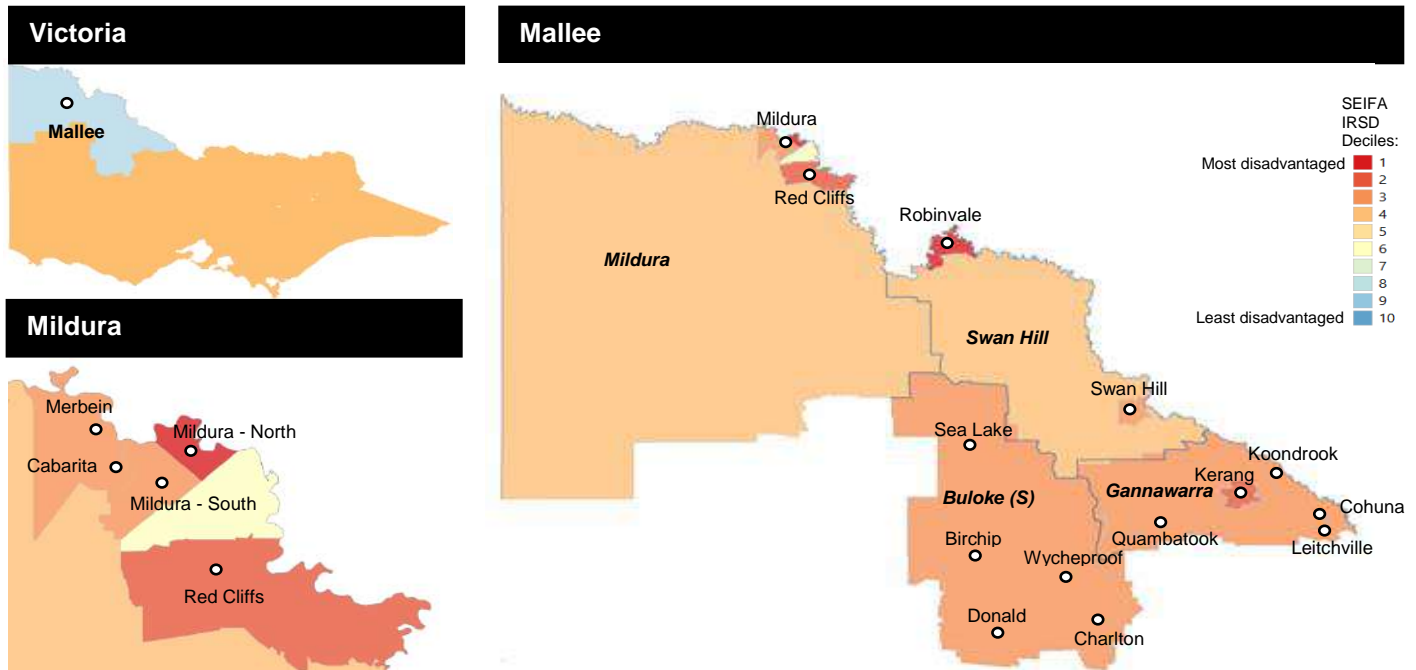 Victoria
Mallee
Mildura
Merbein
Mildura - North
Cabarita
Mildura - South
Red Cliffs
Mallee
SEIFA
IRSD
Deciles:
Most disadvantaged 1
2
3
4
5
6
7
8
9
Least disadvantaged 10
Mildura
Red Cliffs
Robinvale
Mildura
Swan Hill
Swan Hill
Sea Lake
Koondrook
Kerang
Buloke (S)
Gannawarra
Cohuna
Birchip
Quambatook
Leitchville
Wycheproof
Donald
Charlton